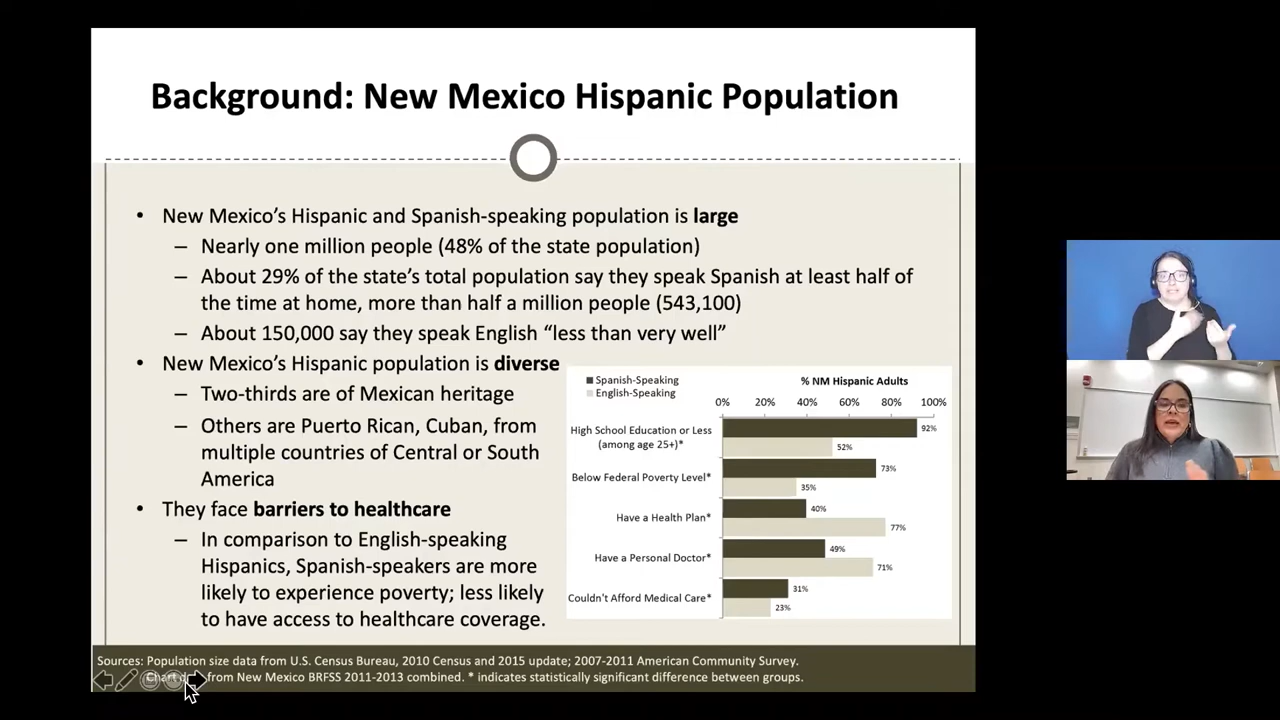 Background: New Mexico Hispanic Population
• New Mexico’s Hispanic and Spanish-speaking population is large
– Nearly one million people (48% of the state population)
– About 29% of the state’s total population say they speak Spanish at least half of
the time at home, more than half a million people (543,100)
– About 150,000 say they speak English “less than very well”
• New Mexico’s Hispanic population is diverse
– Two-thirds are of Mexican heritage
– Others are Puerto Rican, Cuban, from
multiple countries of Central or South
America
• They face barriers to healthcare
– In comparison to English-speaking
Hispanics, Spanish-speakers are more
likely to experience poverty; less likely
to have access to healthcare coverage.
Spanish-Speaking
English-Speaking
% NM Hispanic Adults
0% 20% 40% 60% 80% 100%
High School Education or Less
(among age 25+)*
92%
52%
Below Federal Poverty Level*
73%
35%
Have a Health Plan*
40%
77%
Have a Personal Doctor*
49%
71%
Couldn't Afford Medical Care*
31%
23%
Sources: Population size data from U.S. Census Bureau, 2010 Census and 2015 update; 2007-2011 American Community Survey.
Chart from New Mexico BRFSS 2011-2013 combined. * indicates statistically significant difference between groups.